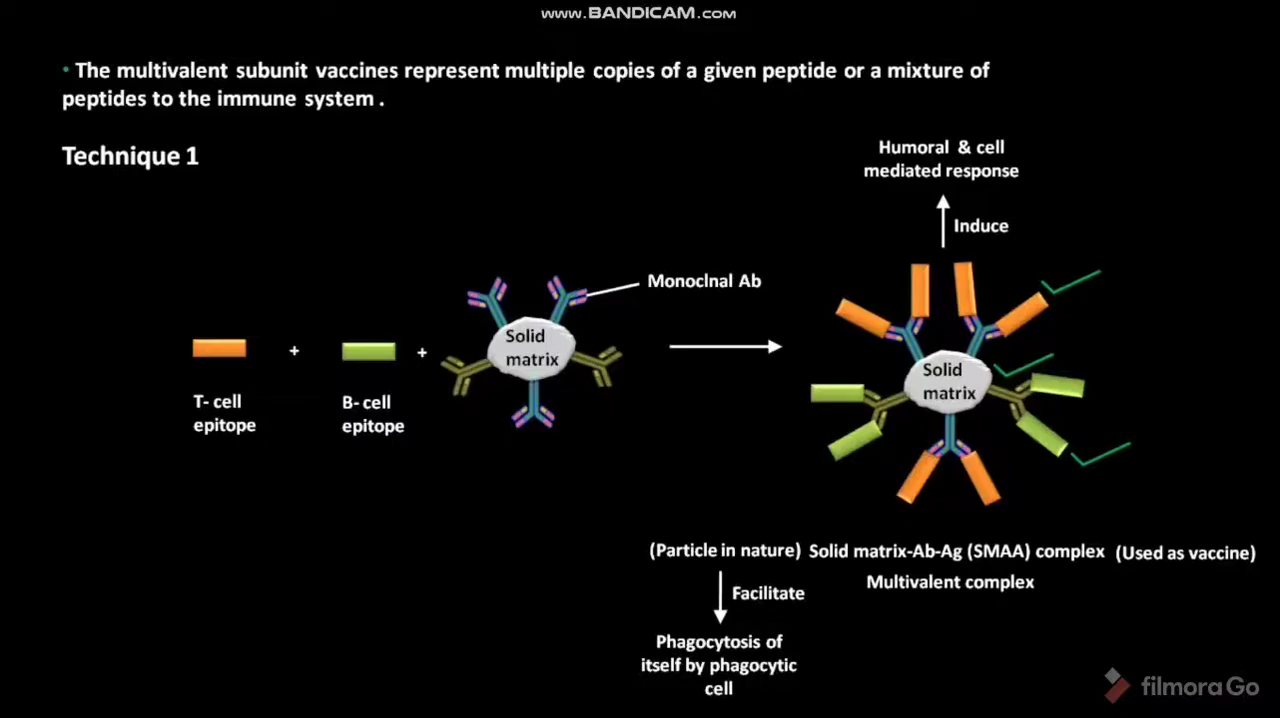 www.BANDICAM.com
• The multivalent subunit vaccines represent multiple copies of a given peptide or a mixture of
peptides to the immune system .
Technique 1
Humoral & cell
mediated response
Induce
Monoclnal Ab
Solid
matrix
+
+
T- cell
epitope
B- cell
epitope
Solid
matrix
(Particle in nature) Solid matrix-Ab-Ag (SMAA) complex (Used as vaccine)
Multivalent complex
Facilitate
Phagocytosis of
itself by phagocytic
cell
filmoraGo